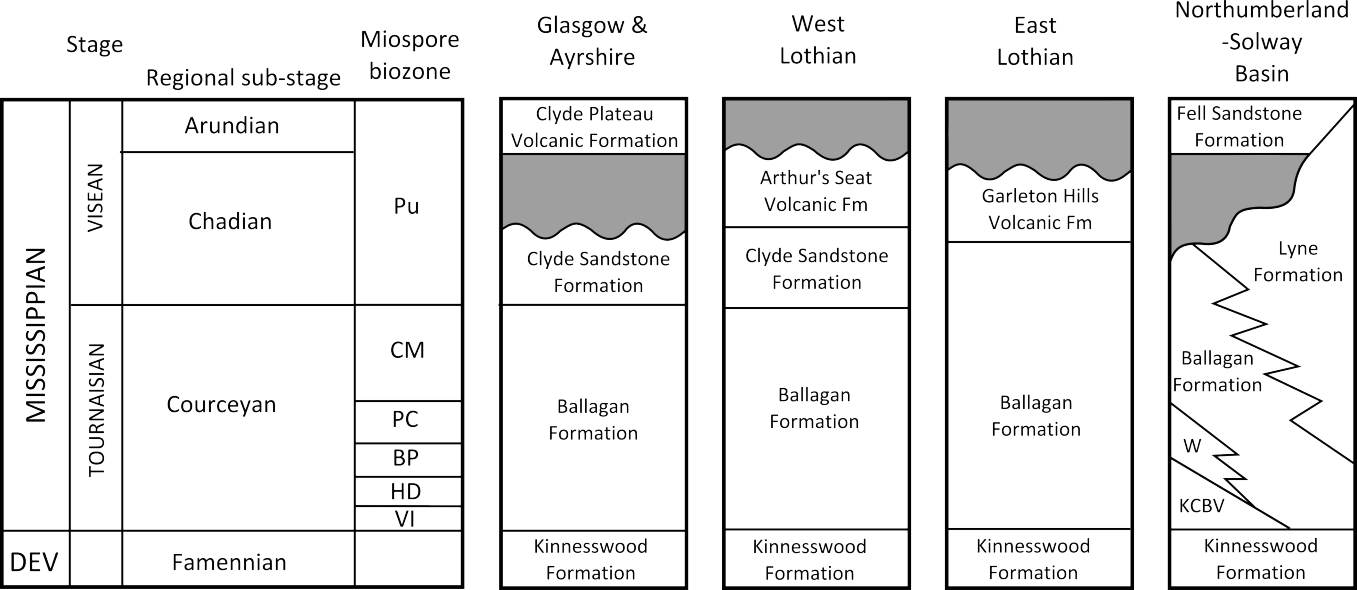 Stage
Regional sub-stage
Miospore
biozone
Glasgow &
Ayrshire
West
Lothian
East
Lothian
Northumberland
-Solway
Basin
MISSISSIPPIAN
DEV
VISEAN
TOURNAISIAN
Arundian
Chadian
Courceyan
Famennian
Pu
CM
PC
BP
HD
VI
Clyde Plateau
Volcanic Formation
Clyde Sandstone
Formation
Ballagan
Formation
Kinnesswood
Formation
Arthur's Seat
Volcanic Fm
Clyde Sandstone
Formation
Ballagan
Formation
Kinnesswood
Formation
Garleton Hills
Volcanic Fm
Ballagan
Formation
Kinnesswood
Formation
Fell Sandstone
Formation
Lyne
Formation
Ballagan
Formation
W
KCBV
Kinnesswood
Formation